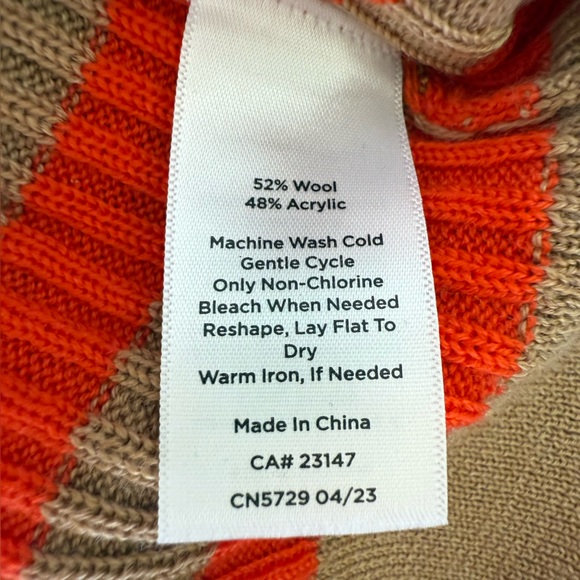 52% Wool
48% Acrylic
Machine Wash Cold
Gentle Cycle
Only Non-Chlorine
Bleach When Needed
Reshape, Lay Flat To
Dry
Warm Iron, If Needed
Made In China
CA# 23147
CN5729 04/23